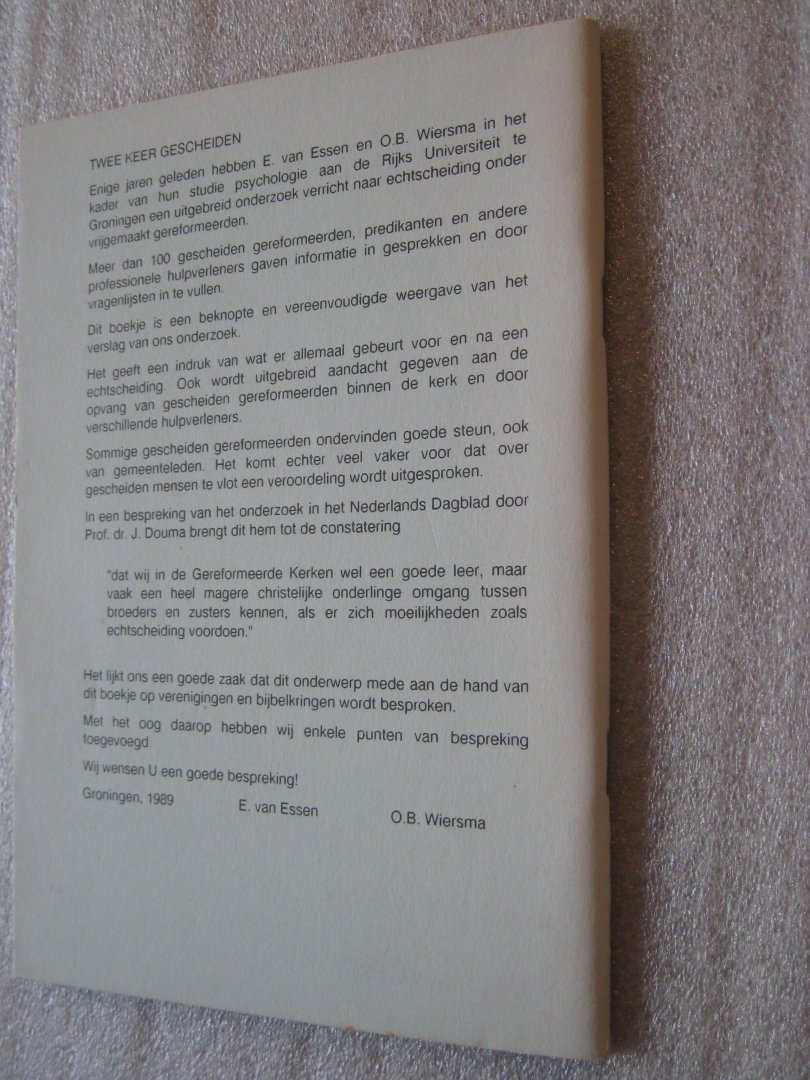 TWEE KEER GESCHEIDEN
Enige jaren geleden hebben E. van Essen en O.B. Wiersma in het
kader van hun studie psychologie aan de Rijks Universiteit te
Groningen een uitgebreid onderzoek verricht naar echtscheiding onder
vrijgemaakt gereformeerden.
Meer dan 100 gescheiden gereformeerden, predikanten en andere
professionele hulpverleners gaven informatie in gesprekken en door
vragenlijsten in te vullen.
Dit boekje is een beknopte en vereenvoudigde weergave van het
verslag van ons onderzoek.
Het geeft een indruk van wat er allemaal gebeurt voor en na een
echtscheiding. Ook wordt uitgebreid aandacht gegeven aan de
opvang van gescheiden gereformeerden binnen de kerk en door
verschillende hulpverleners.
Sommige gescheiden gereformeerden ondervinden goede steun, ook
van gemeenteleden. Het komt echter veel vaker voor dat over
gescheiden mensen te vlot een veroordeling wordt uitgesproken.
In een bespreking van het onderzoek in het Nederlands Dagblad door
Prof. dr. J. Douma brengt dit hem tot de constatering
"dat wij in de Gereformeerde Kerken wel een goede leer, maar
vaak een heel magere christelijke onderlinge omgang tussen
broeders en zusters kennen, als er zich moeilijkheden zoals
echtscheiding voordoen."
Het lijkt ons een goede zaak dat dit onderwerp mede aan de hand van
dit boekje op verenigingen en bijbelkringen wordt besproken.
Met het oog daarop hebben wij enkele punten van bespreking
toegevoegd.
Wij wensen U een goede bespreking!
Groningen, 1989 E. van Essen O.B. Wiersma